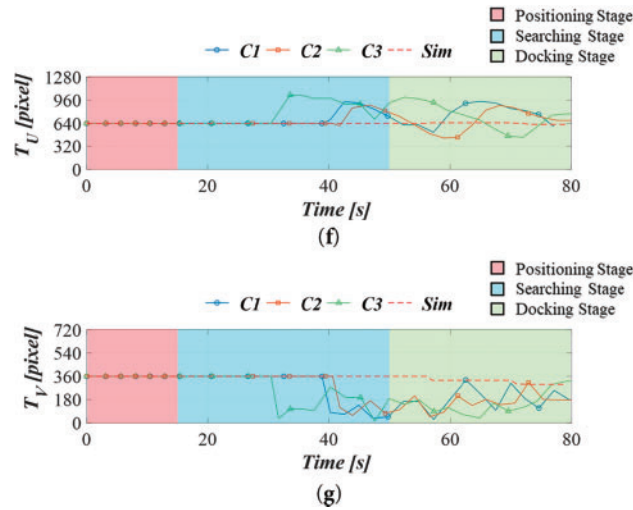 Positioning Stage
Searching Stage
Docking Stage
C1 C2 C3 Sim
1280
960
640
320
0
T_U [pixel]
0 20 40 60 80
Time [s]
(f)
Positioning Stage
Searching Stage
Docking Stage
C1 C2 C3 Sim
720
540
360
180
0
T_V [pixel]
0 20 40 60 80
Time [s]
(g)